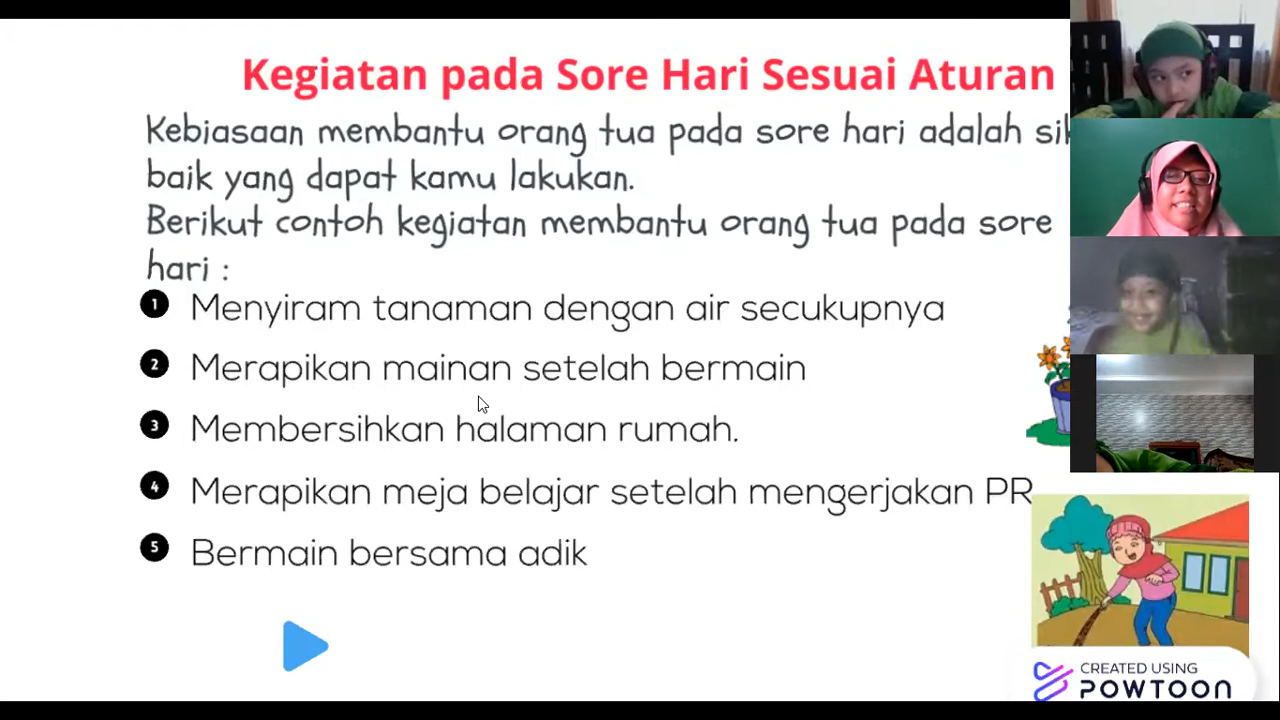 Kegiatan pada Sore Hari Sesuai Aturan
Kebiasaan membantu orang tua pada sore hari adalah
baik yang dapat kamu lakukan.
Berikut contoh kegiatan membantu orang tua pada sore
hari :
1 Menyiram tanaman dengan air secukupnya
2 Merapikan mainan setelah bermain
3 Membersihkan halaman rumah.
4 Merapikan meja belajar setelah mengerjakan PR
5 Bermain bersama adik
CREATED USING
POWTOON